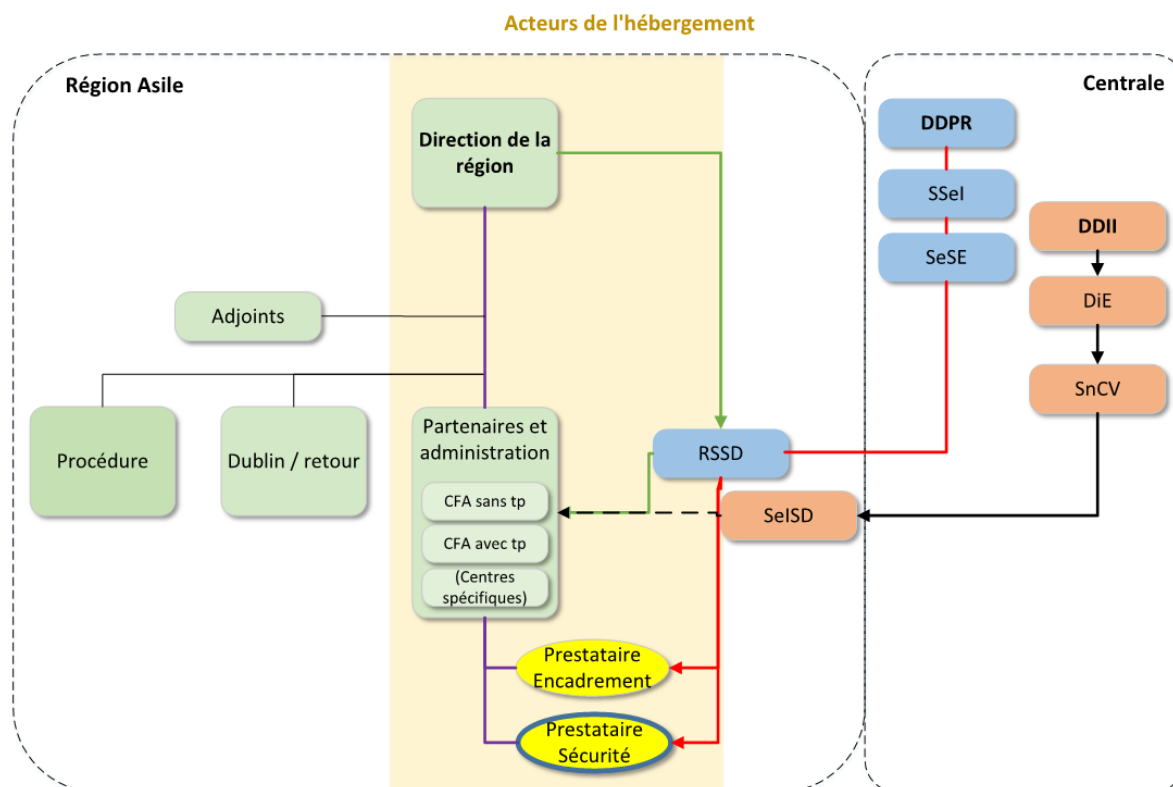 Acteurs de l'hébergement
Région Asile
Centrale
Direction de la
région
DDPR
SSeI
SeSE
DDII
DiE
SnCV
Adjoints
Procédure
Dublin / retour
Partenaires et
administration
CFA sans tp
CFA avec tp
(Centres
spécifiques)
RSSD
SeISD
Prestataire
Encadrement
Prestataire
Sécurité